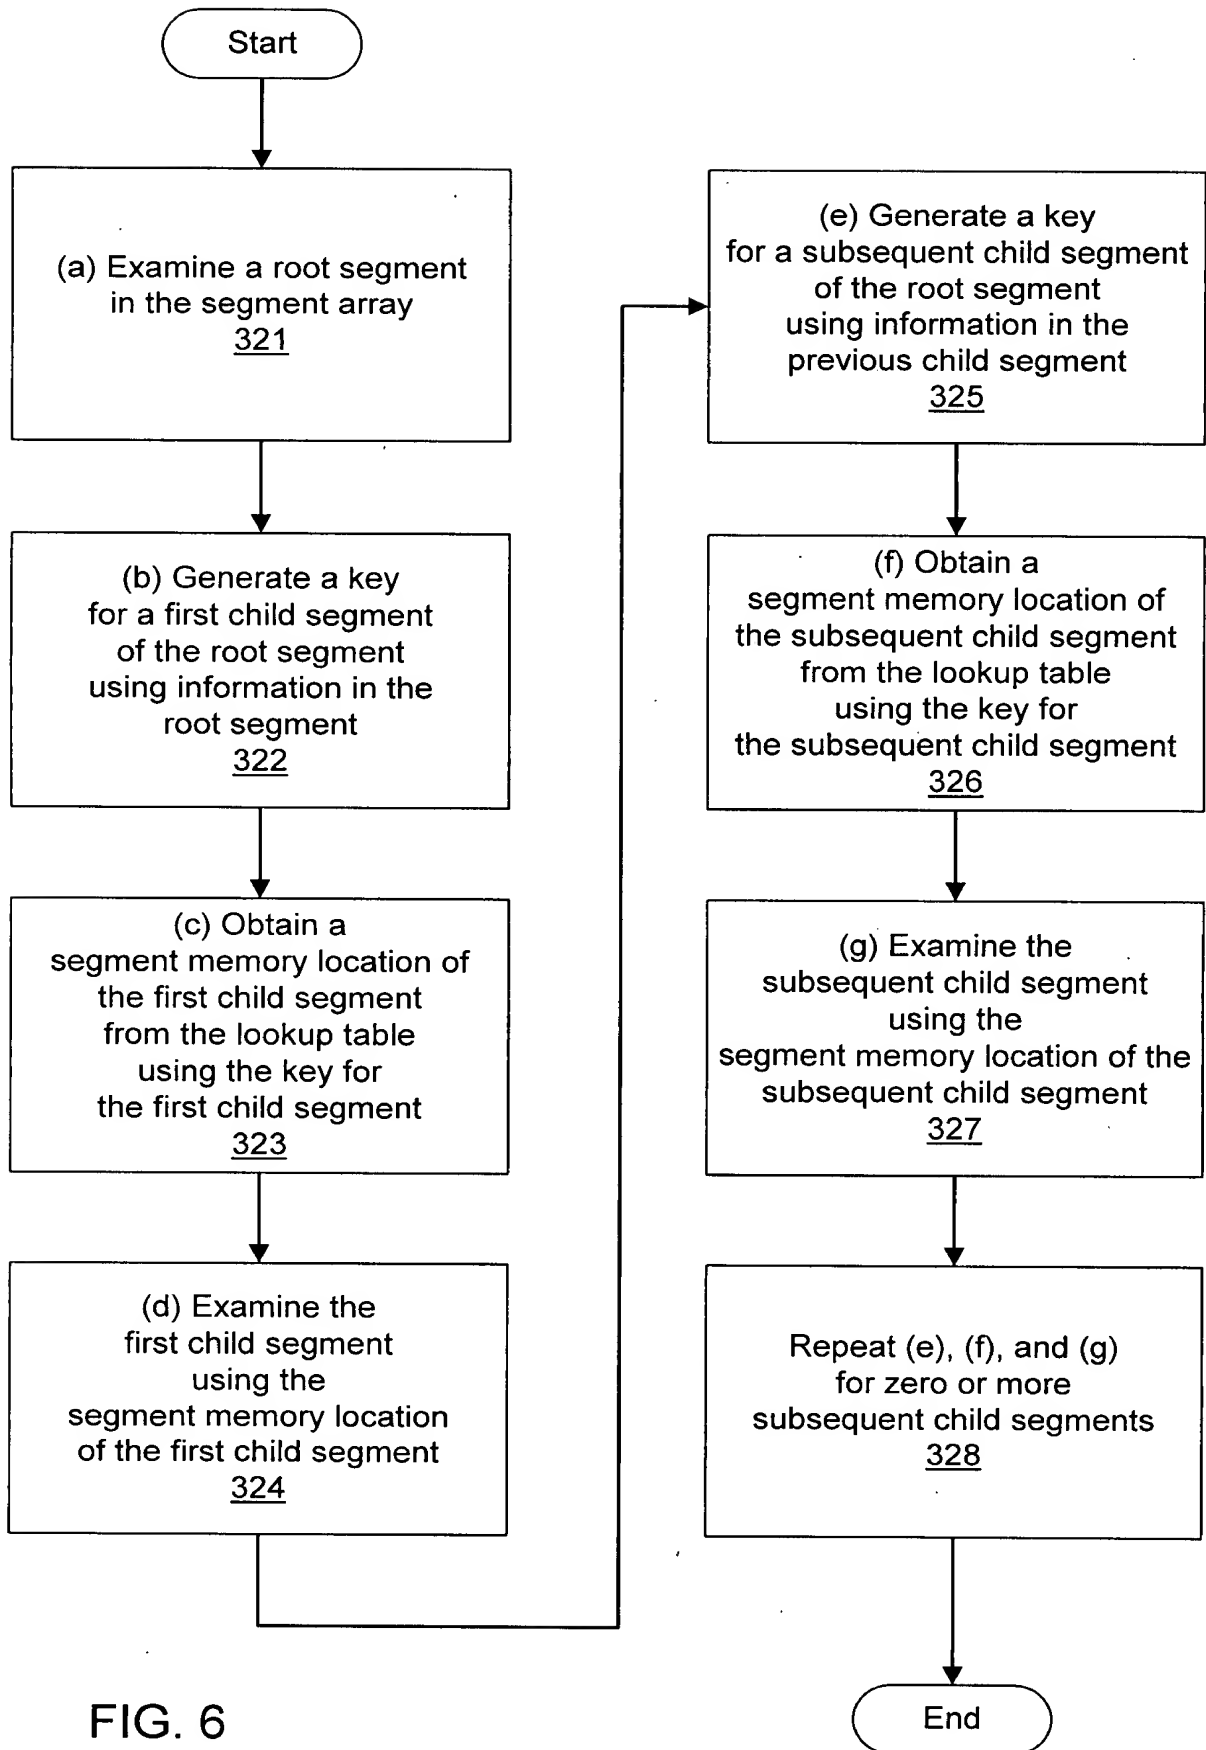 Start
(a) Examine a root segment
in the segment array
321
(b) Generate a key
for a first child segment
of the root segment
using information in the
root segment
322
(c) Obtain a
segment memory location of
the first child segment
from the lookup table
using the key for
the first child segment
323
(d) Examine the
first child segment
using the
segment memory location
of the first child segment
324
(e) Generate a key
for a subsequent child segment
of the root segment
using information in the
previous child segment
325
(f) Obtain a
segment memory location of
the subsequent child segment
from the lookup table
using the key for
the subsequent child segment
326
(g) Examine the
subsequent child segment
using the
segment memory location of the
subsequent child segment
327
Repeat (e), (f), and (g)
for zero or more
subsequent child segments
328
End
FIG. 6